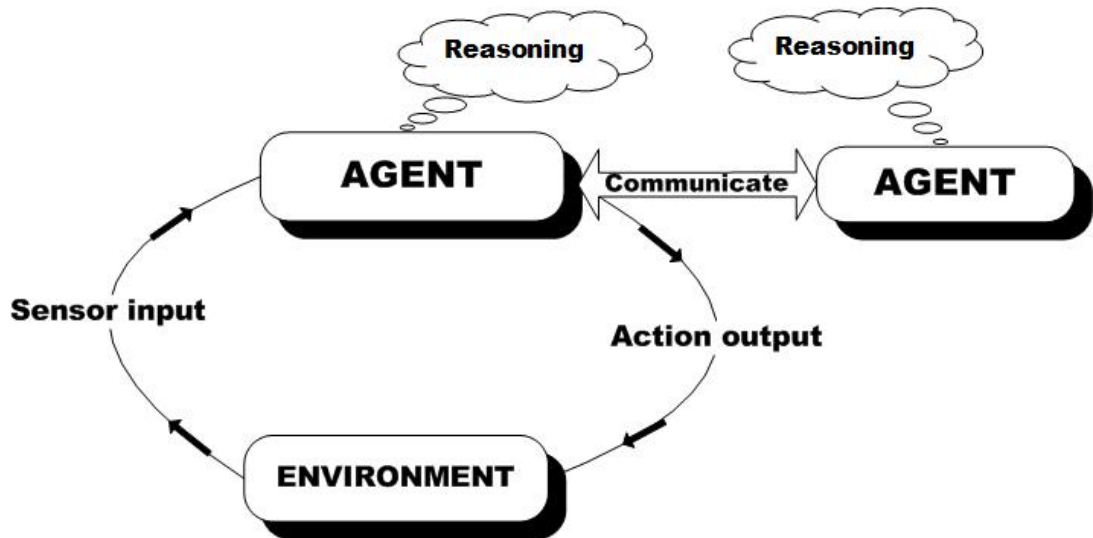 Reasoning
Reasoning
AGENT
Communicate
AGENT
Sensor input
Action output
ENVIRONMENT